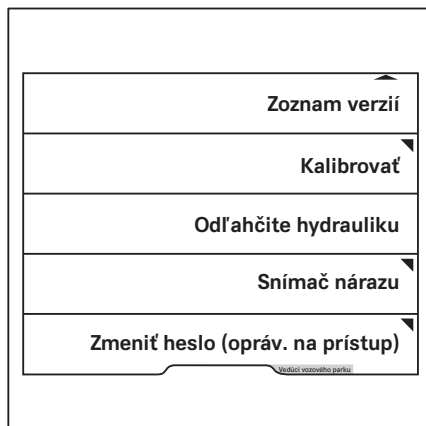 Zoznam verzií
Kalibrovať
Odľahčite hydrauliku
Snímač nárazu
Zmeniť heslo (opráv. na prístup)
Vedúci vozového parku